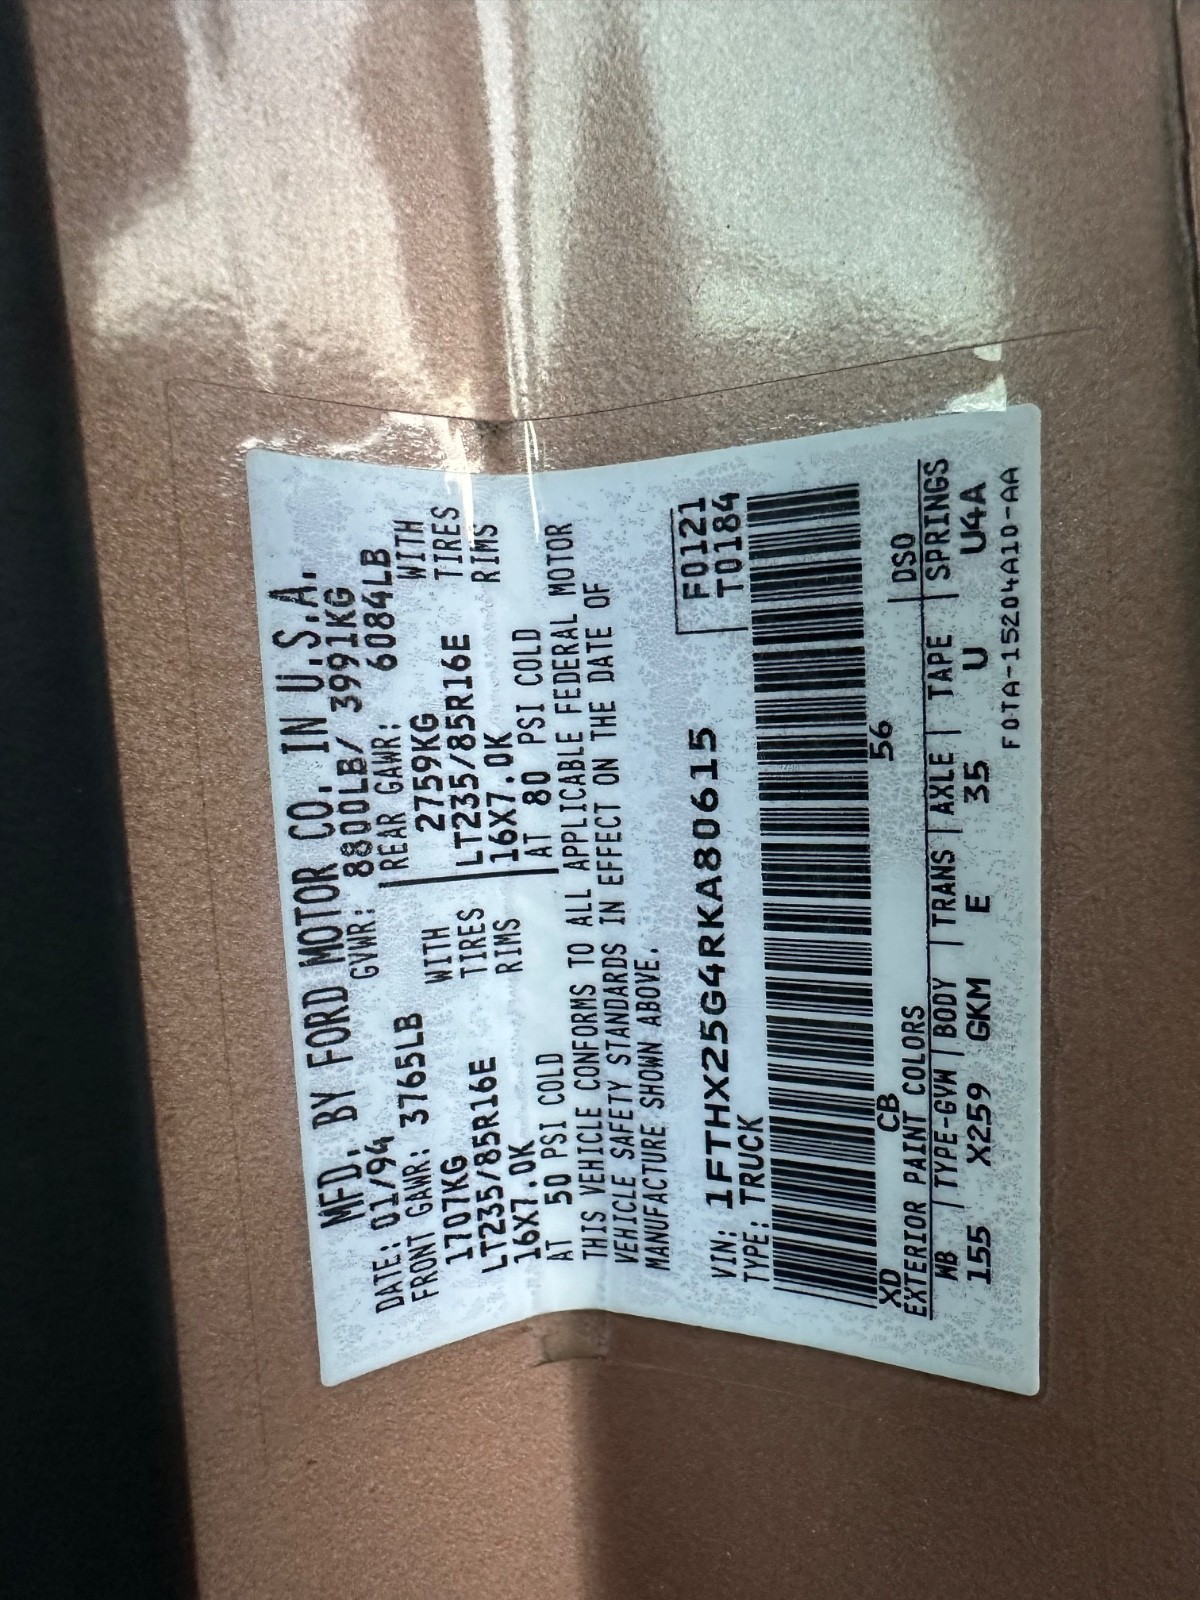 MFD. BY FORD MOTOR CO. IN U.S.A.
DATE: 01/94 GVWR: 8800LB/ 3991KG
FRONT GAWR: 3765LB REAR GAWR: 6084LB
1707KG WITH 2759KG WITH
LT235/85R16E TIRES LT235/85R16E TIRES
16X7.0K RIMS 16X7.0K RIMS
AT 50 PSI COLD AT 80 PSI COLD
THIS VEHICLE CONFORMS TO ALL APPLICABLE FEDERAL MOTOR
VEHICLE SAFETY STANDARDS IN EFFECT ON THE DATE OF
MANUFACTURE SHOWN ABOVE.
F0121
T0184
VIN: 1FTHX25G4RKA80615
TYPE: TRUCK
XD CB 56
EXTERIOR PAINT COLORS DSO
WB | TYPE-GVW | BODY | TRANS | AXLE | TAPE | SPRINGS
155 X259 GKM E 35 U U4A
F0TA-15204A10-AA